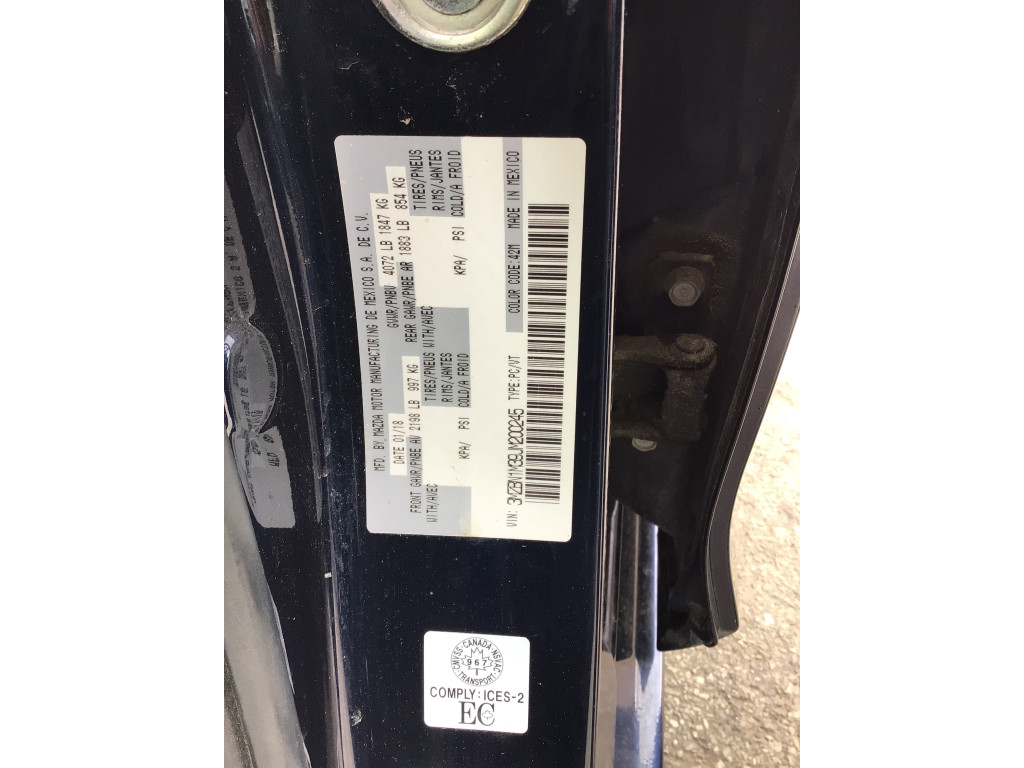 MFD. BY MAZDA MOTOR MANUFACTURING DE MEXICO S.A. DE C.V.
DATE 01/18 GVWR/PNBV 4072 LB 1847 KG
FRONT GAWR/PNBE AV 2198 LB 997 KG REAR GAWR/PNBE AR 1883 LB 854 KG
WITH/AVEC TIRES/PNEUS WITH/AVEC TIRES/PNEUS
RIMS/JANTES RIMS/JANTES
KPA/ PSI COLD/A FROID KPA/ PSI COLD/A FROID
VIN: 3MZBN1M39JM200245 TYPE:PC/VT COLOR CODE:42M MADE IN MEXICO
CMVSS · CANADA · NSVAC
967
1
TRANSPORT
COMPLY:ICES-2
EC